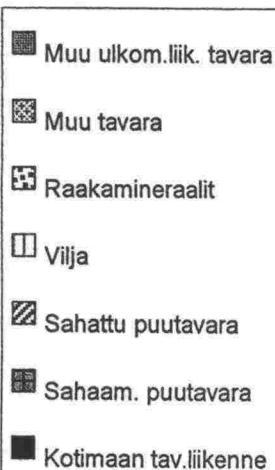 Muu ulkom.liik. tavara
Muu tavara
Raakamineraalit
Vilja
Sahattu puutavara
Sahaam. puutavara
Kotimaan tav.liikenne